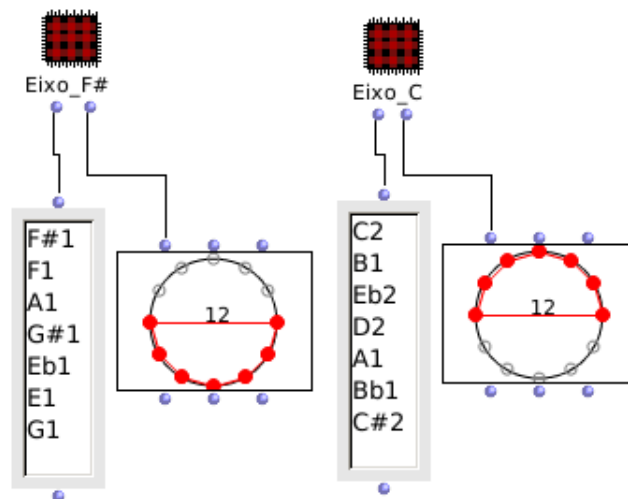 Eixo_F#
F#1
F1
A1
G#1
Eb1
E1
G1
12
Eixo_C
C2
B1
Eb2
D2
A1
Bb1
C#2
12